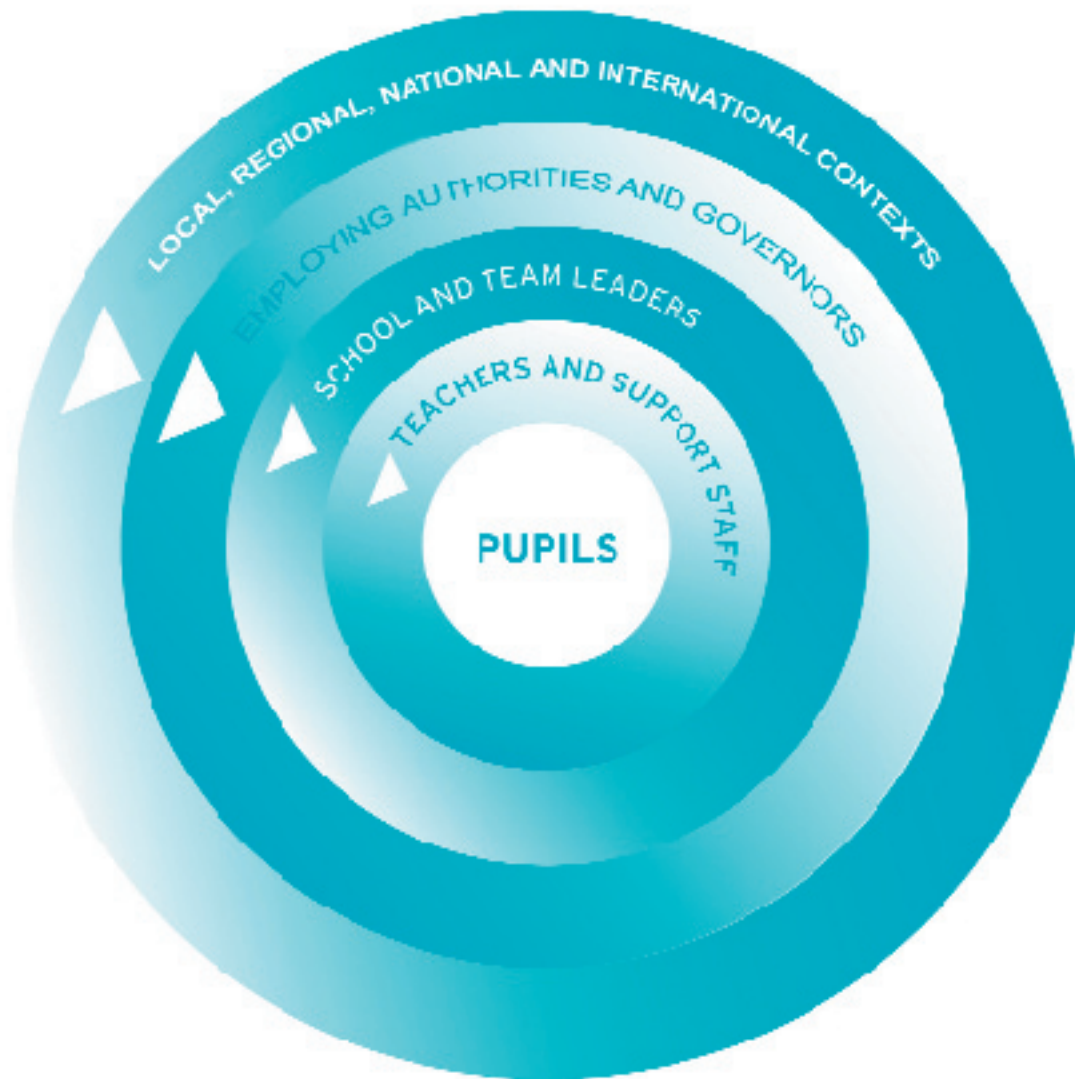 LOCAL, REGIONAL, NATIONAL AND INTERNATIONAL CONTEXTS
EMPLOYING AUTHORITIES AND GOVERNORS
SCHOOL AND TEAM LEADERS
TEACHERS AND SUPPORT STAFF
PUPILS